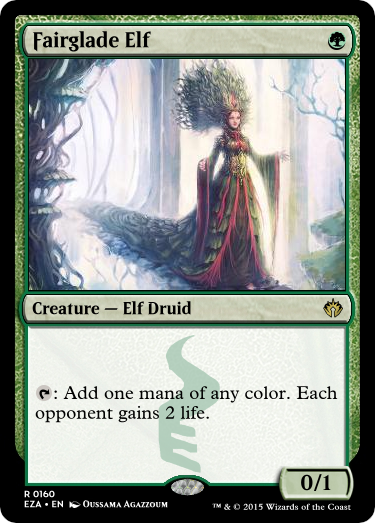 Fairglade Elf
Creature — Elf Druid
: Add one mana of any color. Each
opponent gains 2 life.
0/1
R 0160
EZA • EN Oussama Agazzoum
™ & © 2015 Wizards of the Coast